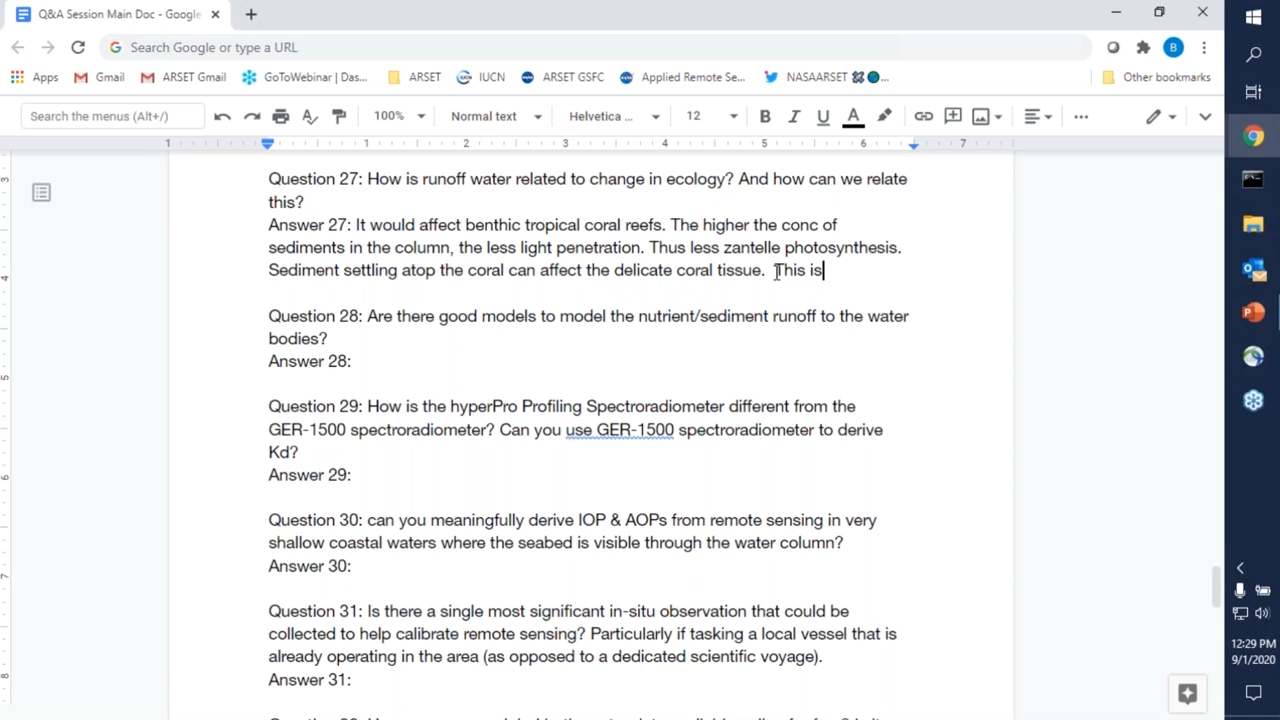 Q&A Session Main Doc - Google
Search Google or type a URL
B
Apps
Gmail
ARSET Gmail
GoToWebinar | Das...
ARSET
IUCN
ARSET GSFC
Applied Remote Se...
NASAARSET
Other bookmarks
Search the menus (Alt+/)
100%
Normal text
Helvetica ...
12
B I U A
1 1 2 3 4 5 6 7
Question 27: How is runoff water related to change in ecology? And how can we relate
this?
Answer 27: It would affect benthic tropical coral reefs. The higher the conc of
sediments in the column, the less light penetration. Thus less zantelle photosynthesis.
Sediment settling atop the coral can affect the delicate coral tissue. This is
Question 28: Are there good models to model the nutrient/sediment runoff to the water
bodies?
Answer 28:
Question 29: How is the hyperPro Profiling Spectroradiometer different from the
GER-1500 spectroradiometer? Can you use GER-1500 spectroradiometer to derive
Kd?
Answer 29:
Question 30: can you meaningfully derive IOP & AOPs from remote sensing in very
shallow coastal waters where the seabed is visible through the water column?
Answer 30:
Question 31: Is there a single most significant in-situ observation that could be
collected to help calibrate remote sensing? Particularly if tasking a local vessel that is
already operating in the area (as opposed to a dedicated scientific voyage).
Answer 31:
12:29 PM
9/1/2020